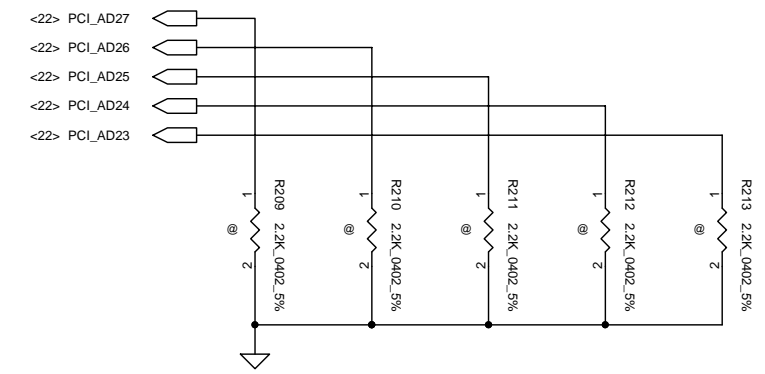 <22> PCI_AD27
<22> PCI_AD26
<22> PCI_AD25
<22> PCI_AD24
<22> PCI_AD23
1
2
@
R209 2.2K_0402_5%
1
2
@
R210 2.2K_0402_5%
1
2
@
R211 2.2K_0402_5%
1
2
@
R212 2.2K_0402_5%
1
2
@
R213 2.2K_0402_5%